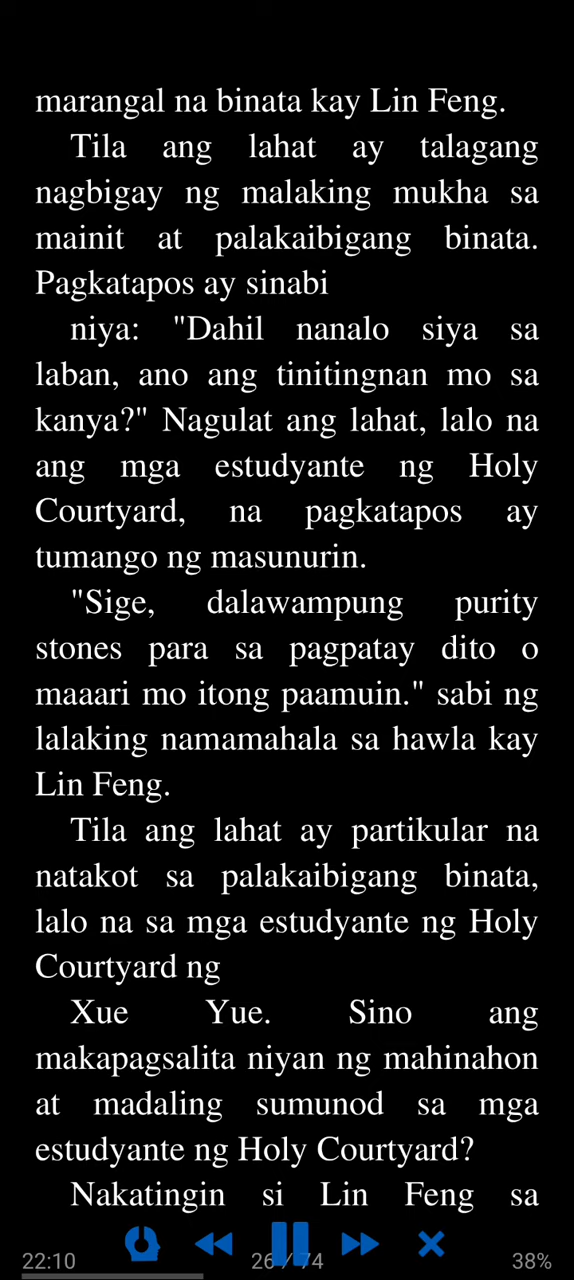 marangal na binata kay Lin Feng.
Tila ang lahat ay talagang
nagbigay ng malaking mukha sa
mainit at palakaibigang binata.
Pagkatapos ay sinabi
niya: "Dahil nanalo siya sa
laban, ano ang tinitingnan mo sa
kanya?" Nagulat ang lahat, lalo na
ang mga estudyante ng Holy
Courtyard, na pagkatapos ay
tumango ng masunurin.
"Sige, dalawampung purity
stones para sa pagpatay dito o
maaari mo itong paamuin." sabi ng
lalaking namamahala sa hawla kay
Lin Feng.
Tila ang lahat ay partikular na
natakot sa palakaibigang binata,
lalo na sa mga estudyante ng Holy
Courtyard ng
Xue Yue. Sino ang
makapagsalita niyan ng mahinahon
at madaling sumunod sa mga
estudyante ng Holy Courtyard?
Nakatingin si Lin Feng sa
22:10 26 / 74 38%